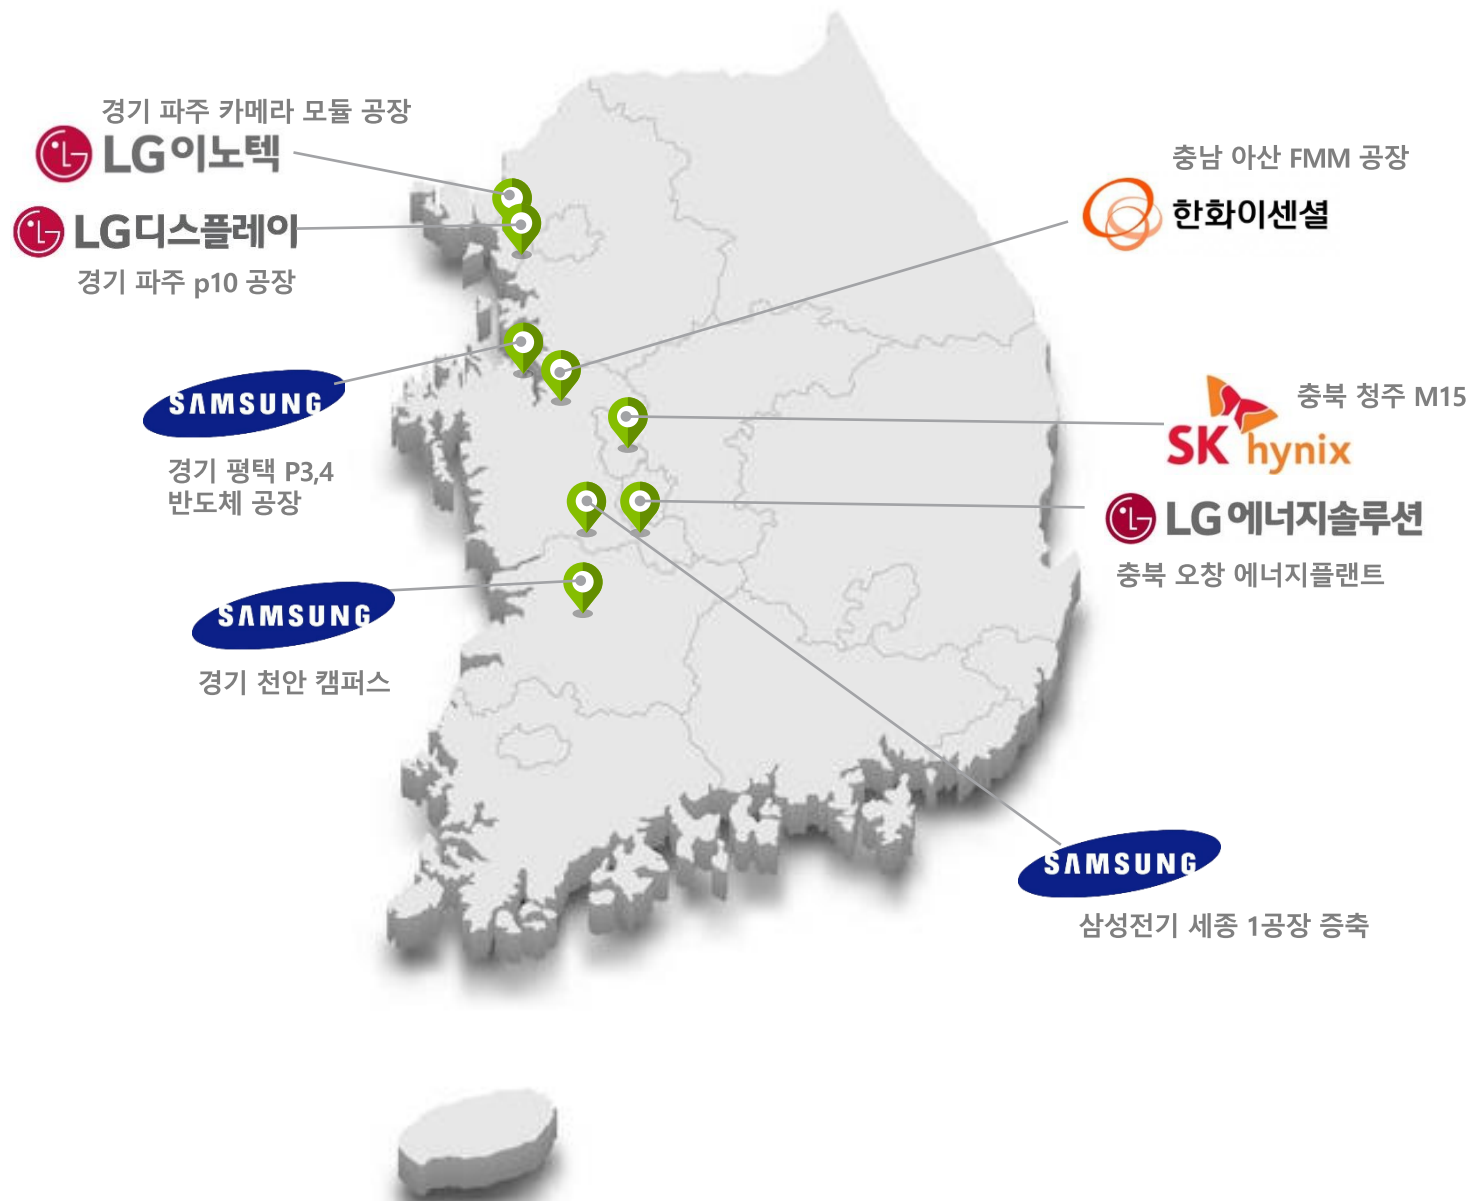 경기 파주 카메라 모듈 공장
LG이노텍
LG디스플레이
경기 파주 p10 공장
SAMSUNG
경기 평택 P3,4
반도체 공장
SAMSUNG
경기 천안 캠퍼스
충남 아산 FMM 공장
한화이센셜
충북 청주 M15
SK hynix
LG에너지솔루션
충북 오창 에너지플랜트
SAMSUNG
삼성전기 세종 1공장 증축